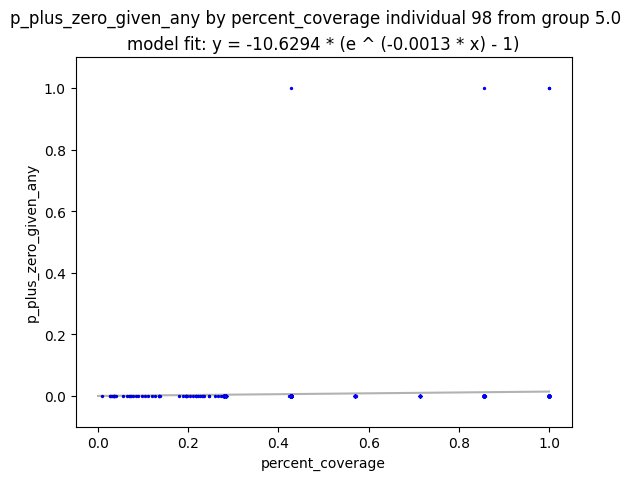 p_plus_zero_given_any by percent_coverage individual 98 from group 5.0
model fit: y = -10.6294 * (e ^ (-0.0013 * x) - 1)
1.0
0.8
0.6
0.4
0.2
0.0
p_plus_zero_given_any
0.0 0.2 0.4 0.6 0.8 1.0
percent_coverage